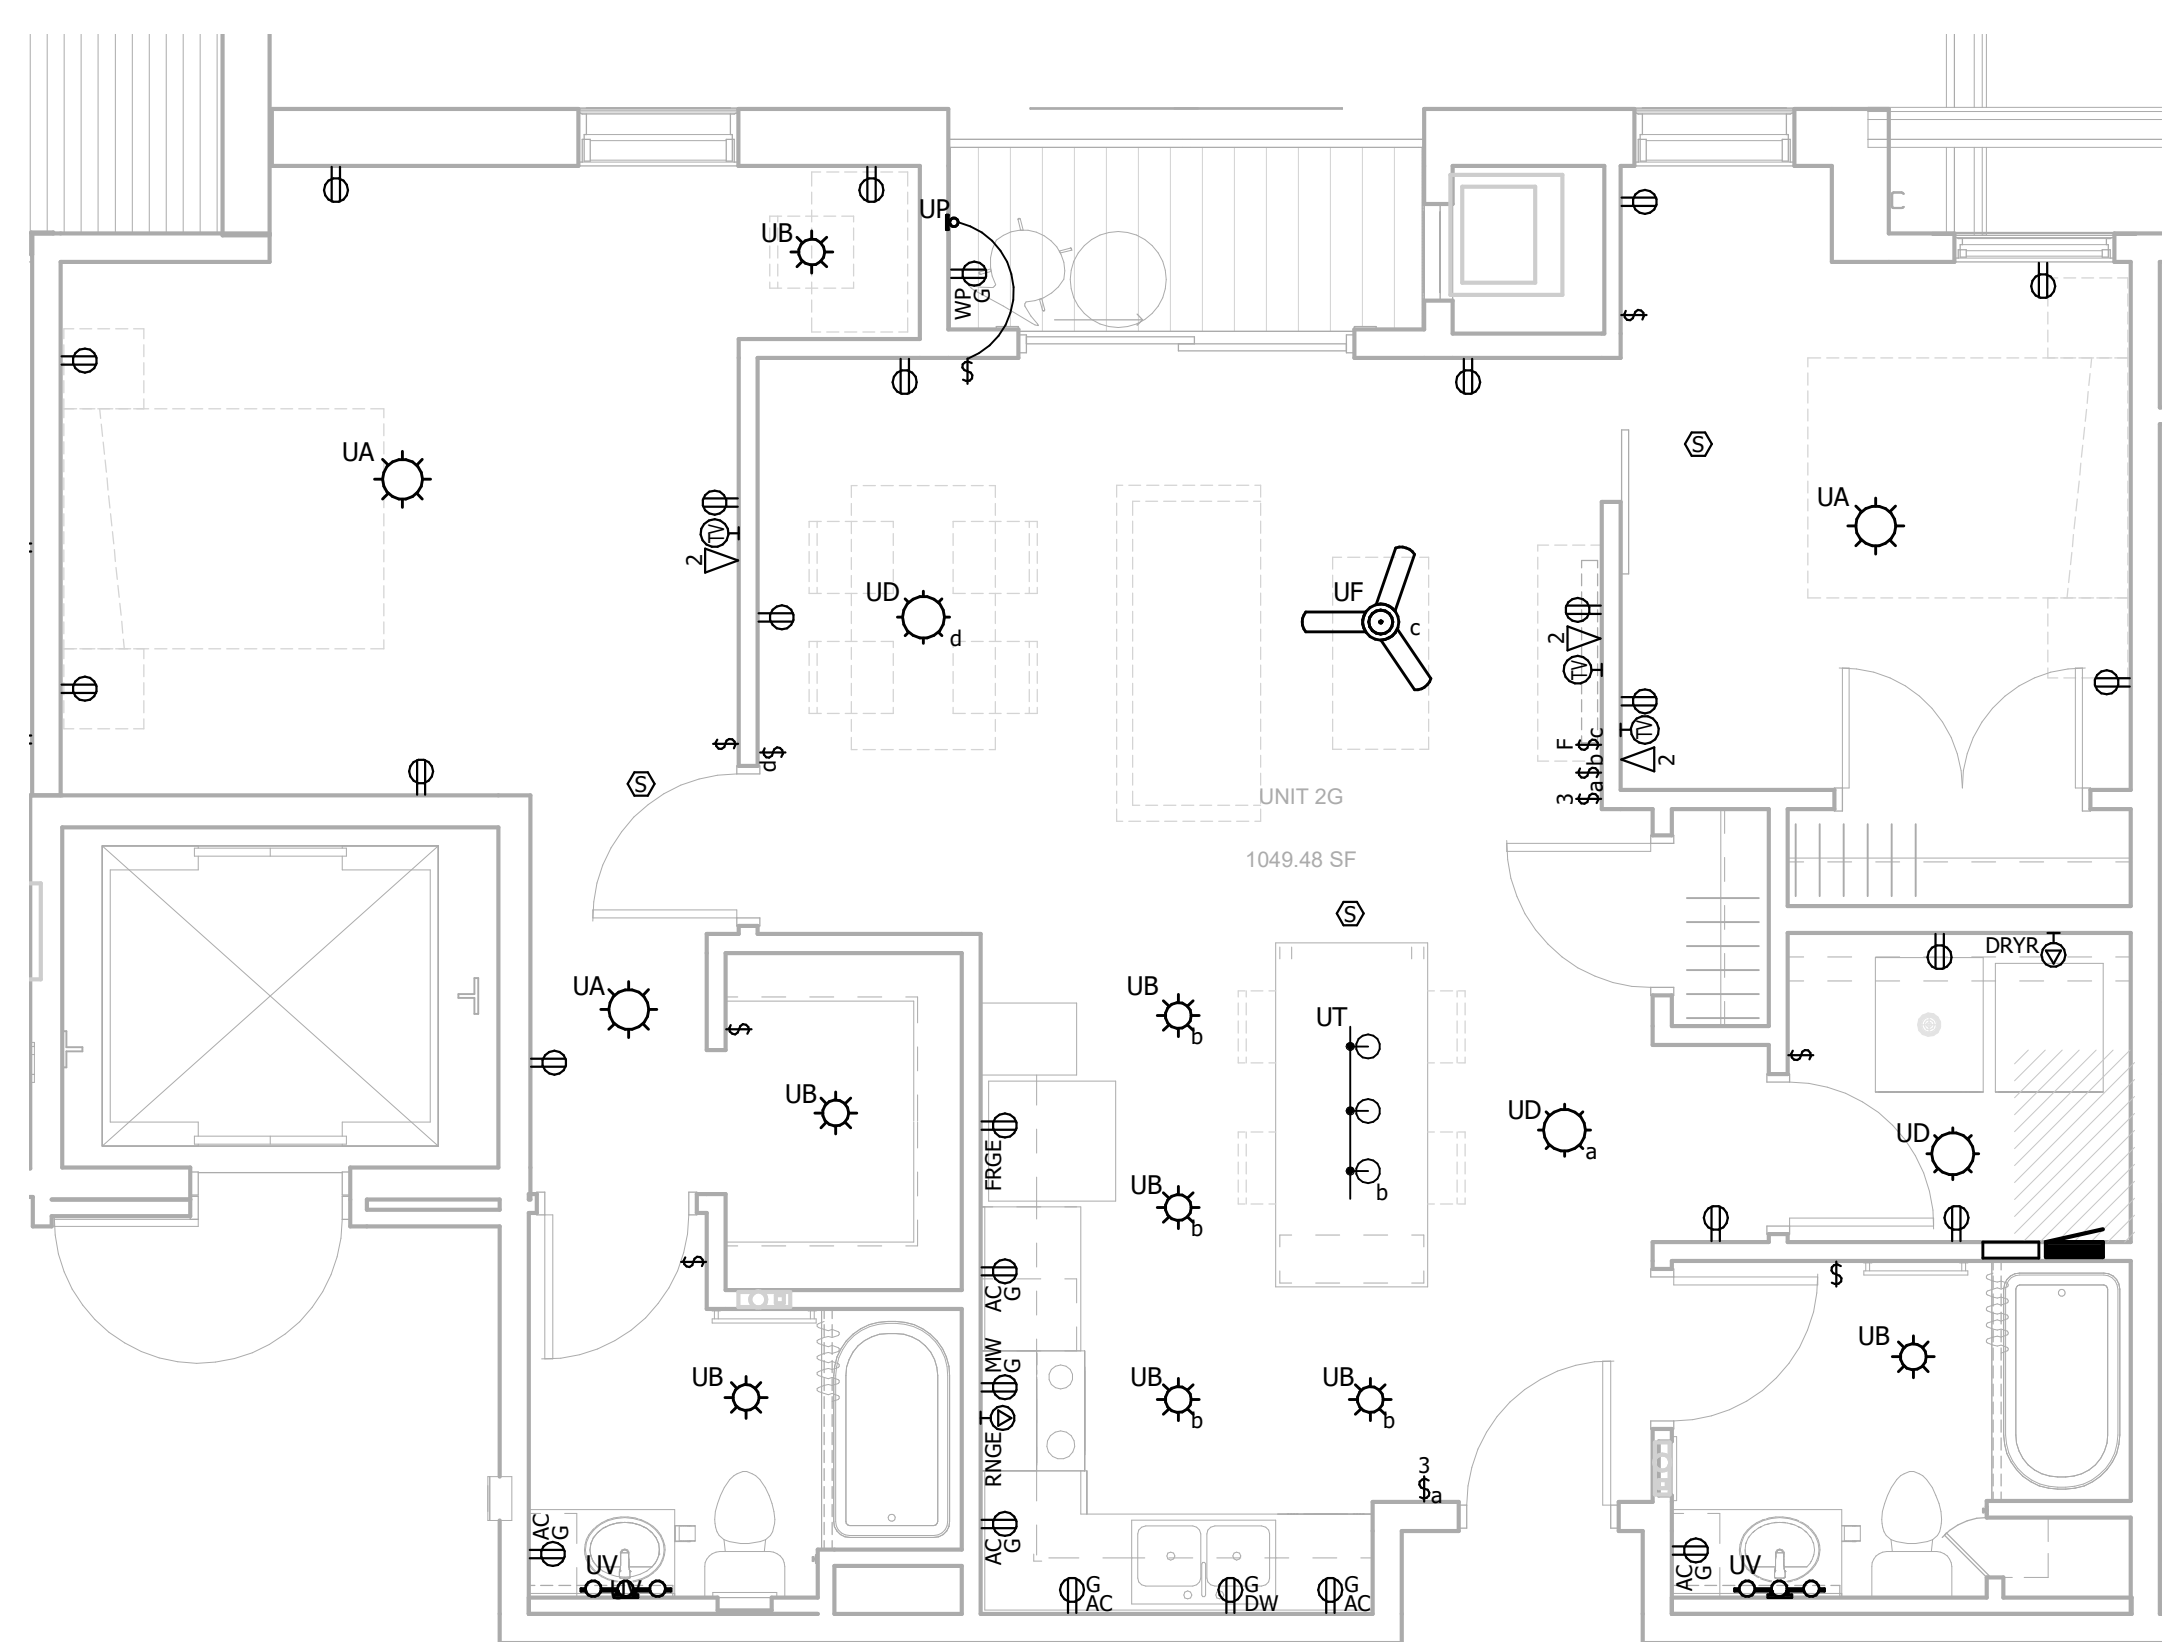 UP
UB
WP
G
$
$
UA
S
UA
TV
2
UD
d
UF
c
2
TV
$
$
d
F
$
c
$
b
3
$
a
TV
2
S
UNIT 2G
1049.48 SF
S
DRYR
UA
UB
b
UT
$
$
UB
UD
a
UD
FRGE
UB
b
b
$
AC
G
$
MW
G
UB
UB
b
UB
b
UB
RNGE
3
$a
AC
G
AC
G
UV
UV
G
AC
G
DW
G
AC
AC
G
UV